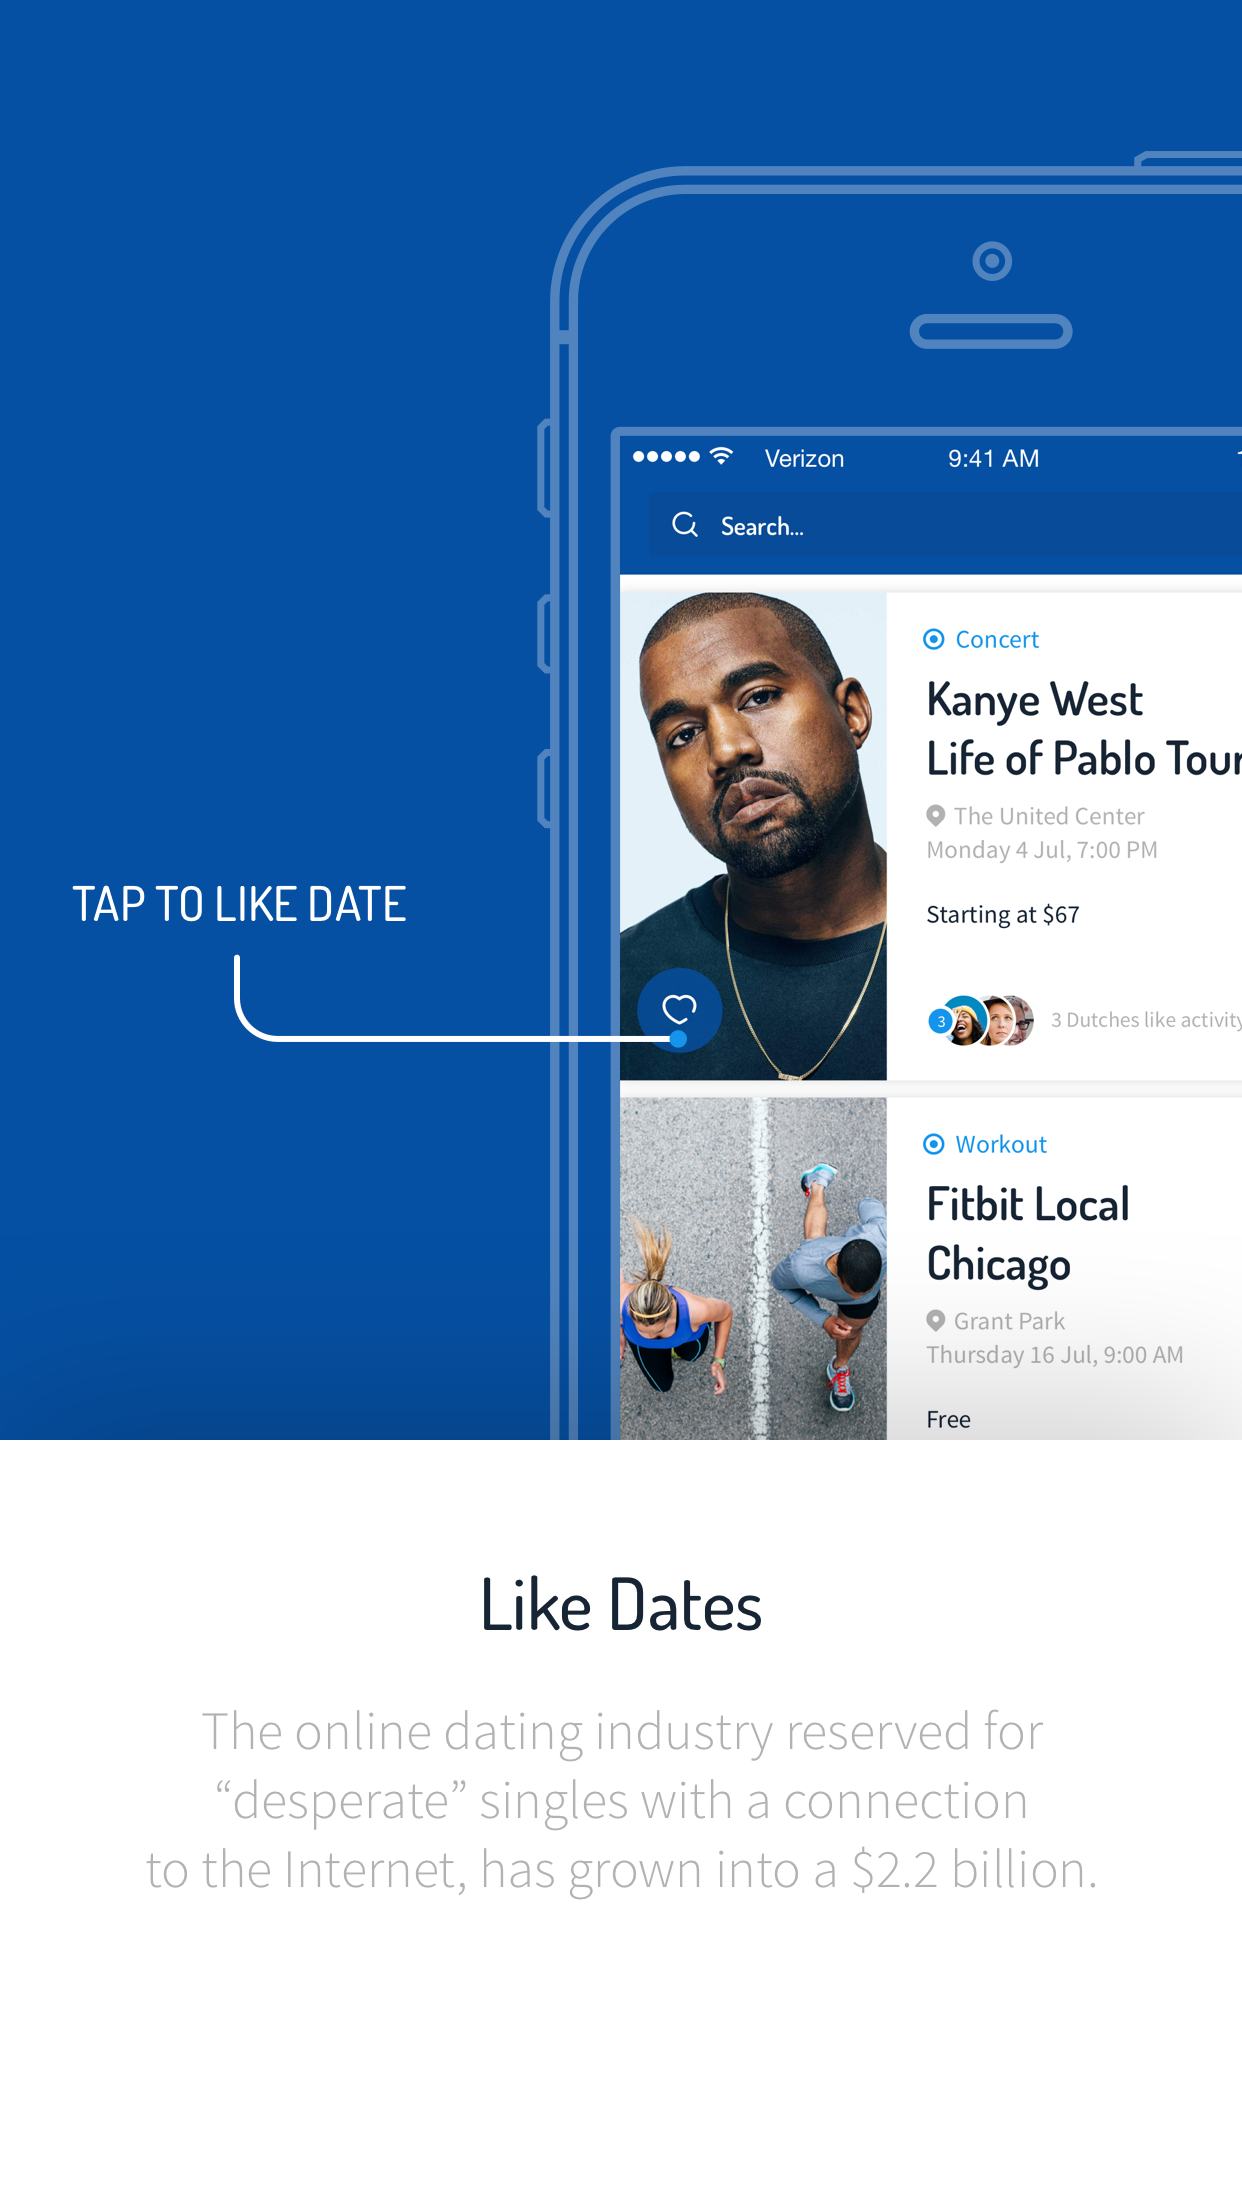 Verizon
9:41 AM
Search...
Concert
Kanye West
Life of Pablo Tour
The United Center
Monday 4 Jul, 7:00 PM
Starting at $67
3
3 Dutches like activity
TAP TO LIKE DATE
Workout
Fitbit Local
Chicago
Grant Park
Thursday 16 Jul, 9:00 AM
Free
Like Dates
The online dating industry reserved for
“desperate” singles with a connection
to the Internet, has grown into a $2.2 billion.